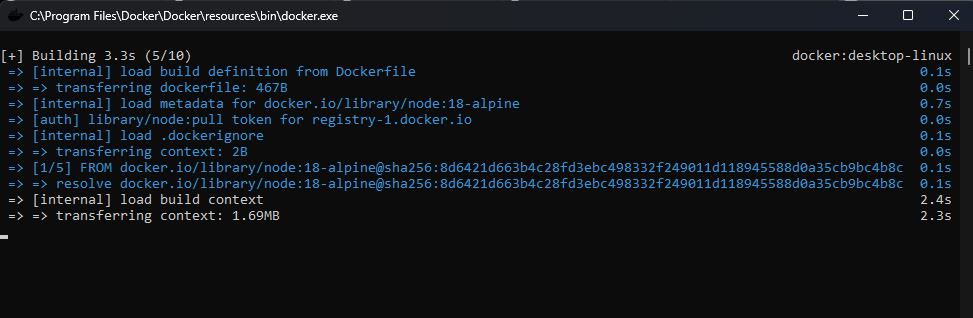 C:\Program Files\Docker\Docker\resources\bin\docker.exe
[+] Building 3.3s (5/10) docker:desktop-linux
=> [internal] load build definition from Dockerfile 0.1s
=> => transferring dockerfile: 467B 0.0s
=> [internal] load metadata for docker.io/library/node:18-alpine 0.7s
=> [auth] library/node:pull token for registry-1.docker.io 0.0s
=> [internal] load .dockerignore 0.1s
=> => transferring context: 2B 0.0s
=> [1/5] FROM docker.io/library/node:18-alpine@sha256:8d6421d663b4c28fd3ebc498332f249011d118945588d0a35cb9bc4b8c 0.1s
=> => resolve docker.io/library/node:18-alpine@sha256:8d6421d663b4c28fd3ebc498332f249011d118945588d0a35cb9bc4b8c 0.1s
=> [internal] load build context 2.4s
=> => transferring context: 1.69MB 2.3s